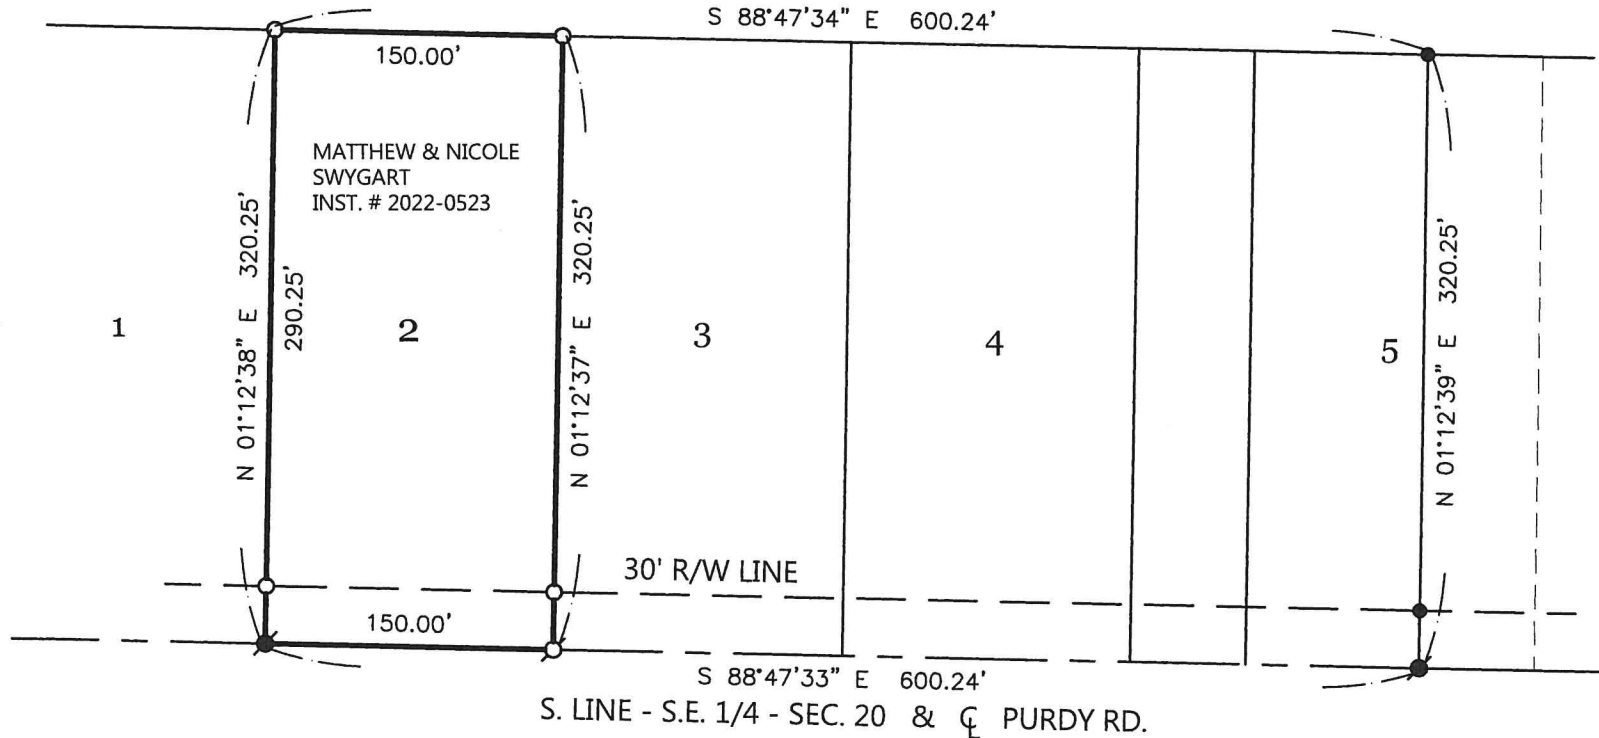 S 88°47'34" E 600.24'
150.00'
MATTHEW & NICOLE
SWYGART
INST. # 2022-0523
N 01°12'38" E 320.25'
290.25'
N 01°12'37" E 320.25'
N 01°12'39" E 320.25'
1
2
3
4
5
30' R/W LINE
150.00'
S 88°47'33" E 600.24'
S. LINE - S.E. 1/4 - SEC. 20 & ℄ PURDY RD.